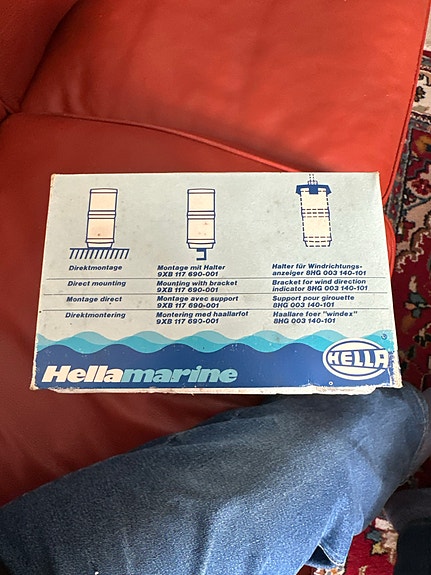 Direktmontage
Montage mit Halter
9XB 117 690-001
Halter für Windrichtungs-
anzeiger 8HG 003 140-101
Direct mounting
Mounting with bracket
9XB 117 690-001
Bracket for wind direction
indicator 8HG 003 140-101
Montage direct
Montage avec support
9XB 117 690-001
Support pour girouette
8HG 003 140-101
Direktmontering
Montering med haallarfot
9XB 117 690-001
Haallare foer "windex"
8HG 003 140-101
Hellamarine
HELLA